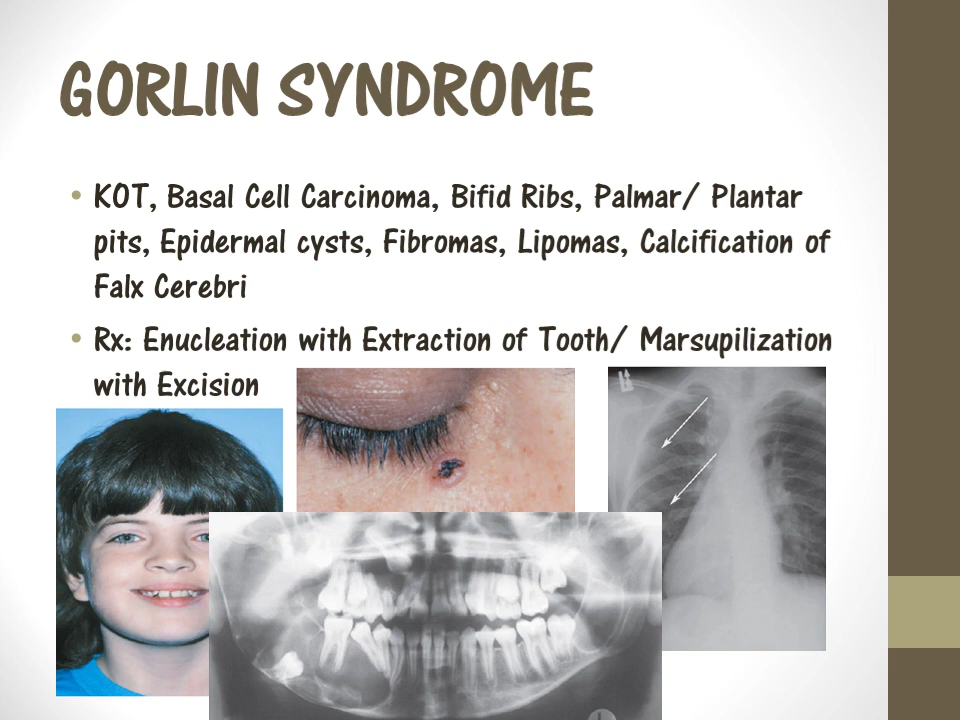 GORLIN SYNDROME
• KOT, Basal Cell Carcinoma, Bifid Ribs, Palmar/ Plantar
pits, Epidermal cysts, Fibromas, Lipomas, Calcification of
Falx Cerebri
• Rx: Enucleation with Extraction of Tooth/ Marsupilization
with Excision